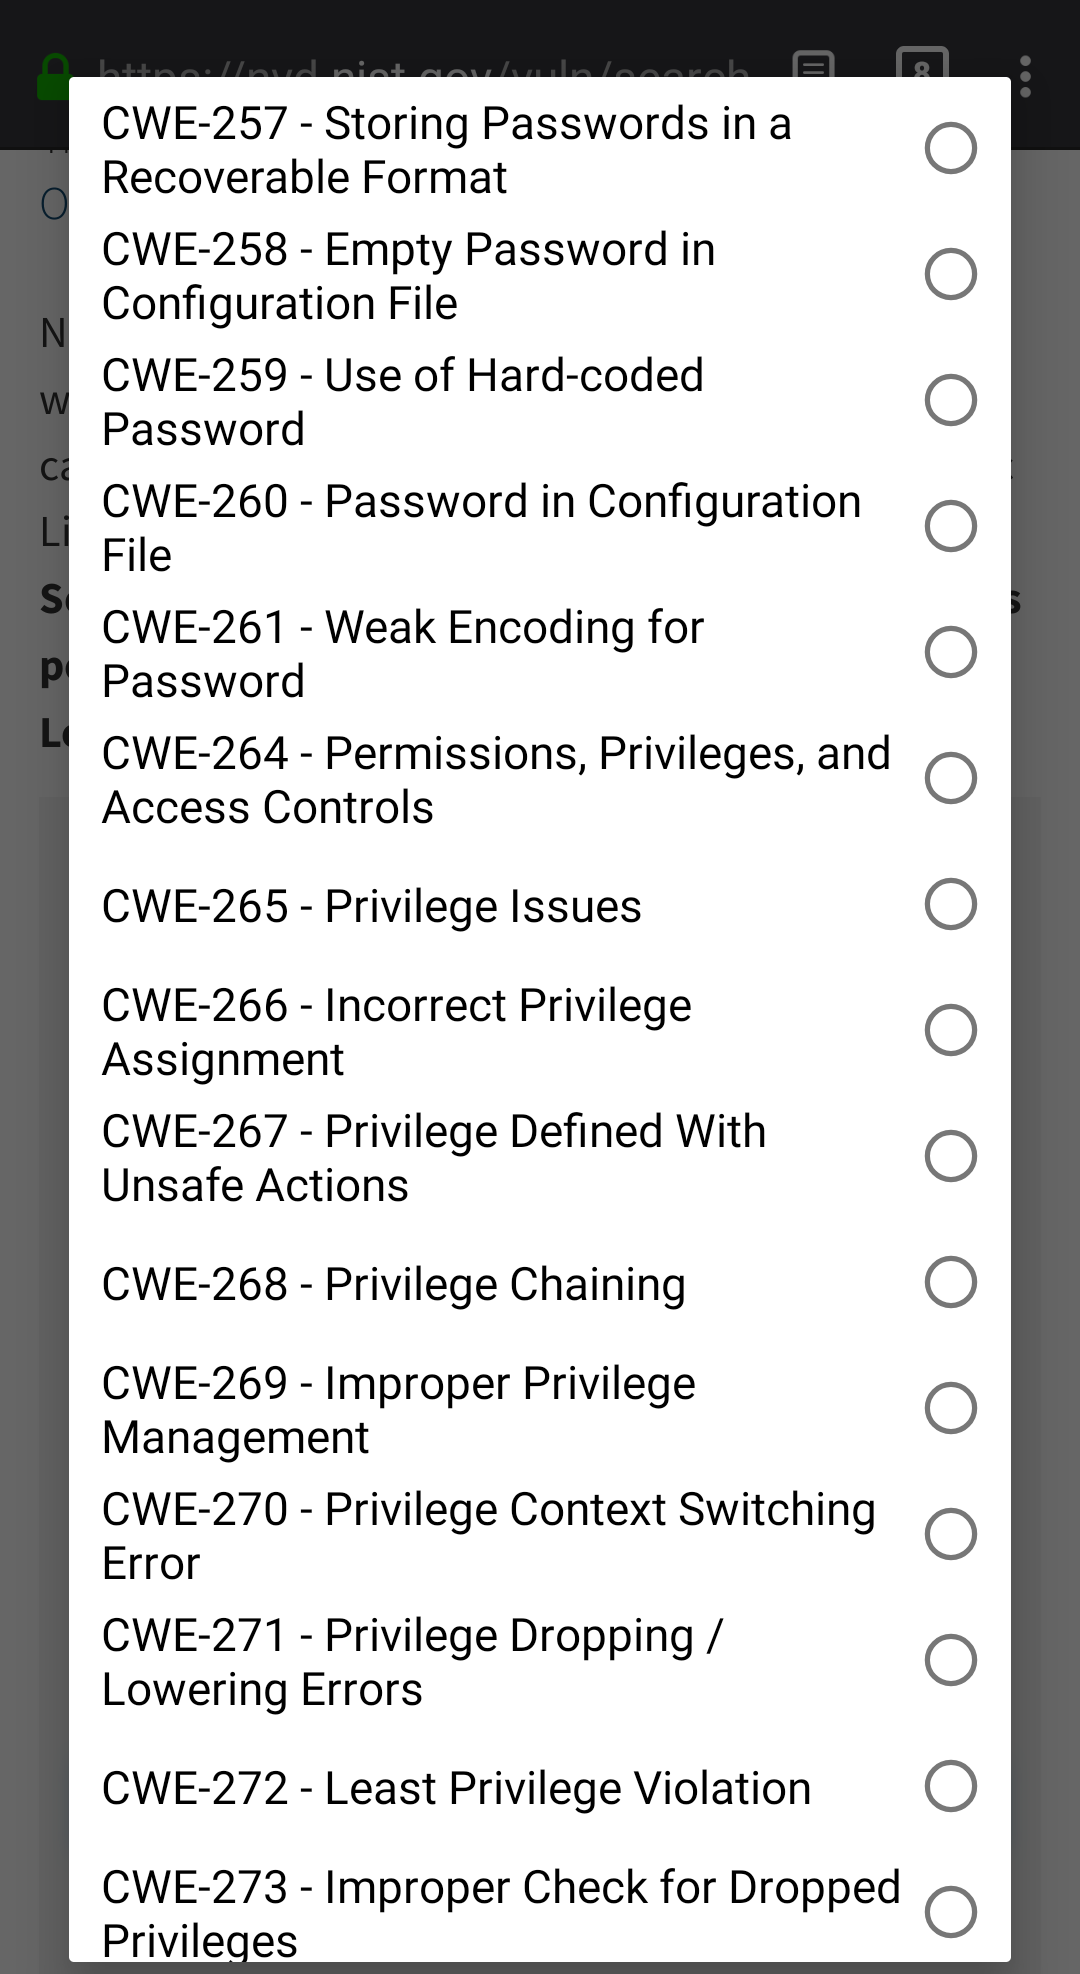 https://nvd.nist.gov/vuln/search
8
CWE-257 - Storing Passwords in a
Recoverable Format
CWE-258 - Empty Password in
Configuration File
CWE-259 - Use of Hard-coded
Password
CWE-260 - Password in Configuration
File
CWE-261 - Weak Encoding for
Password
CWE-264 - Permissions, Privileges, and
Access Controls
CWE-265 - Privilege Issues
CWE-266 - Incorrect Privilege
Assignment
CWE-267 - Privilege Defined With
Unsafe Actions
CWE-268 - Privilege Chaining
CWE-269 - Improper Privilege
Management
CWE-270 - Privilege Context Switching
Error
CWE-271 - Privilege Dropping /
Lowering Errors
CWE-272 - Least Privilege Violation
CWE-273 - Improper Check for Dropped
Privileges